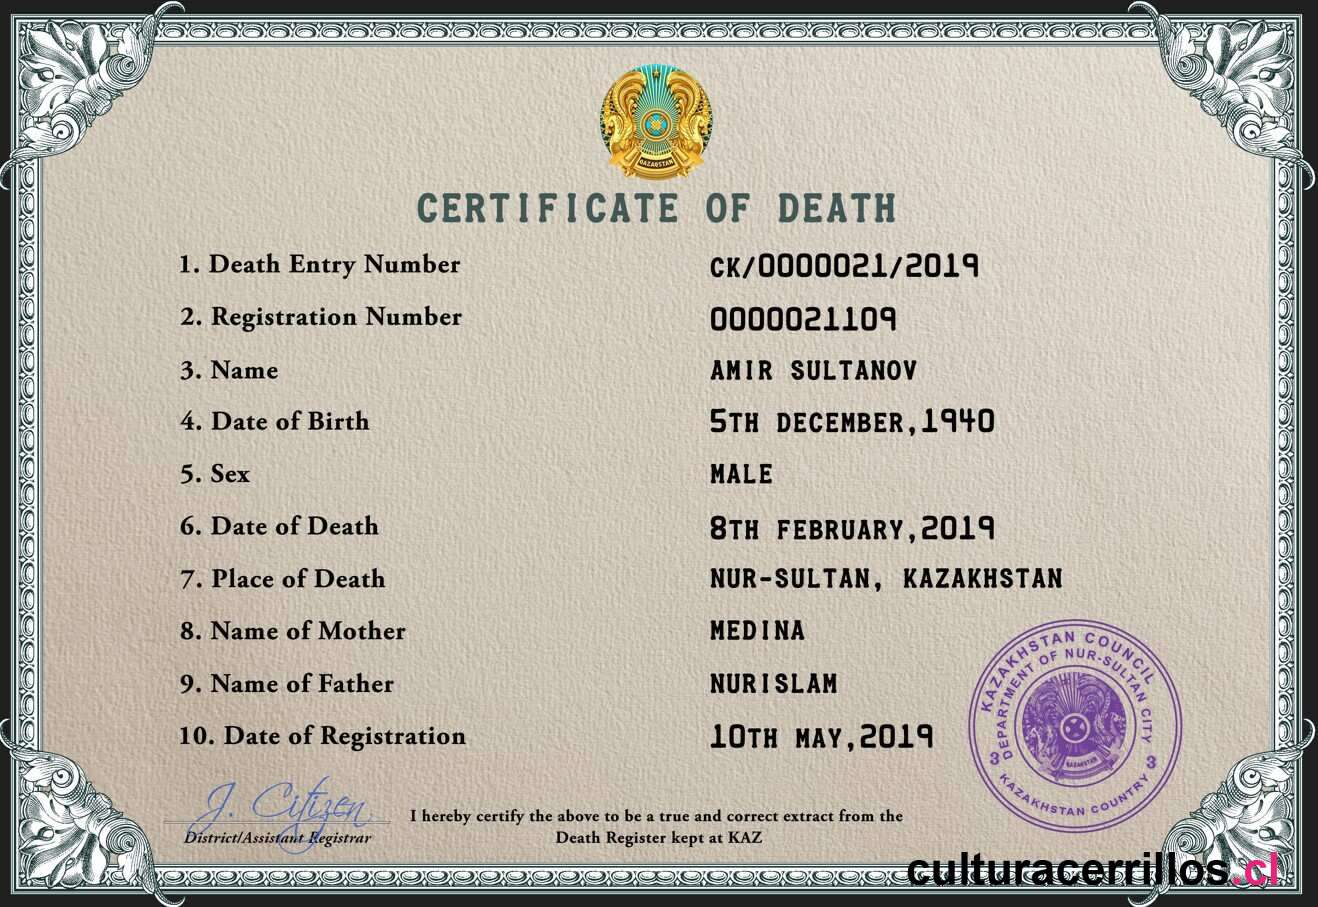 KAZAKSTAN
CERTIFICATE OF DEATH
1. Death Entry Number CK/0000021/2019
2. Registration Number 0000021109
3. Name AMIR SULTANOV
4. Date of Birth 5TH DECEMBER,1940
5. Sex MALE
6. Date of Death 8TH FEBRUARY,2019
7. Place of Death NUR-SULTAN, KAZAKHSTAN
8. Name of Mother MEDINA
9. Name of Father NURISLAM
10. Date of Registration 10TH MAY,2019
KAZAKHSTAN COUNCIL
DEPARTMENT OF NUR-SULTAN CITY
3 3
KAZAKSTAN
KAZAKHSTAN COUNTRY
J. Citizen
District/Assistant Registrar
I hereby certify the above to be a true and correct extract from the
Death Register kept at KAZ
culturacerrillos.cl